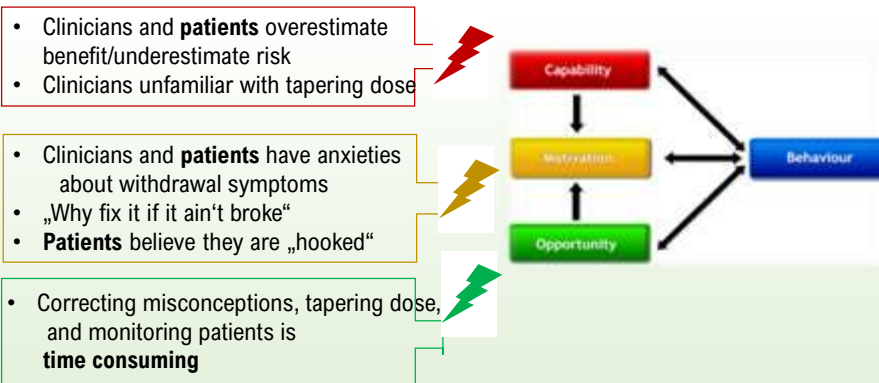 • Clinicians and patients overestimate
benefit/underestimate risk
• Clinicians unfamiliar with tapering dose
• Clinicians and patients have anxieties
about withdrawal symptoms
• „Why fix it if it ain‘t broke“
• Patients believe they are „hooked“
• Correcting misconceptions, tapering dose,
and monitoring patients is
time consuming
Capability
Motivation
Behaviour
Opportunity